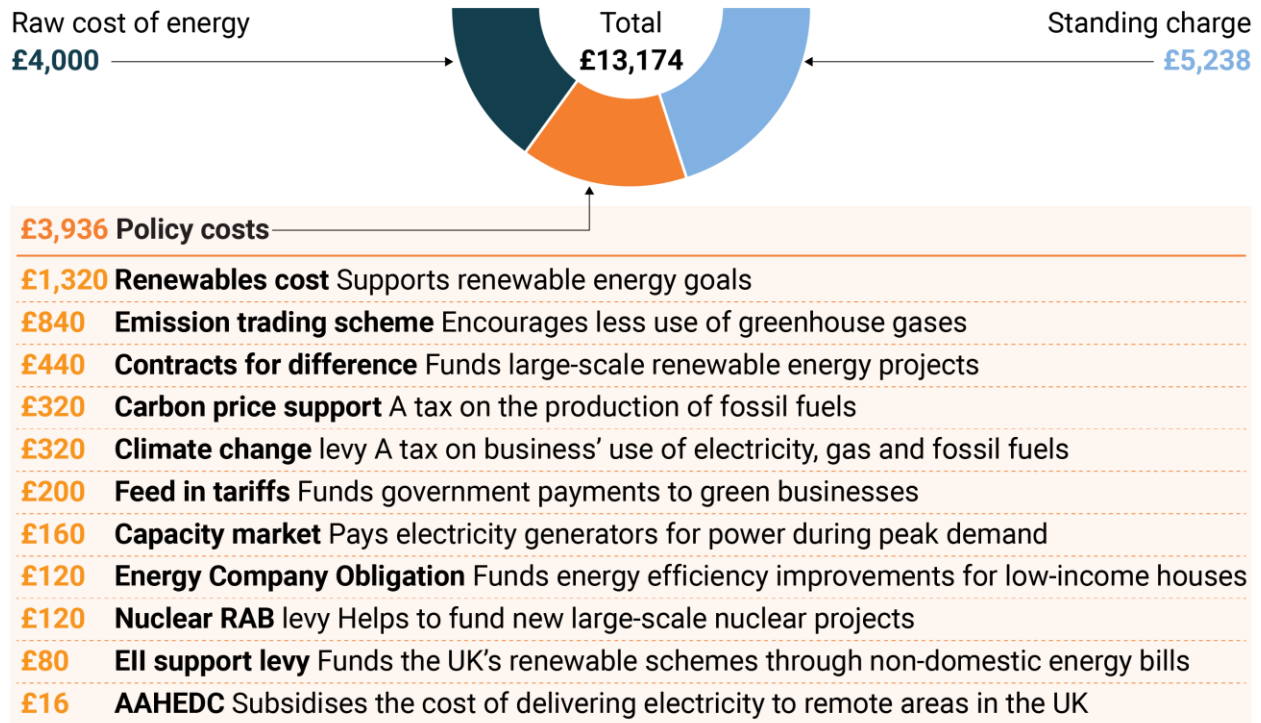 Raw cost of energy
£4,000
Total
£13,174
Standing charge
£5,238
£3,936 Policy costs
£1,320 Renewables cost Supports renewable energy goals
£840 Emission trading scheme Encourages less use of greenhouse gases
£440 Contracts for difference Funds large-scale renewable energy projects
£320 Carbon price support A tax on the production of fossil fuels
£320 Climate change levy A tax on business’ use of electricity, gas and fossil fuels
£200 Feed in tariffs Funds government payments to green businesses
£160 Capacity market Pays electricity generators for power during peak demand
£120 Energy Company Obligation Funds energy efficiency improvements for low-income houses
£120 Nuclear RAB levy Helps to fund new large-scale nuclear projects
£80 EII support levy Funds the UK’s renewable schemes through non-domestic energy bills
£16 AAHEDC Subsidises the cost of delivering electricity to remote areas in the UK